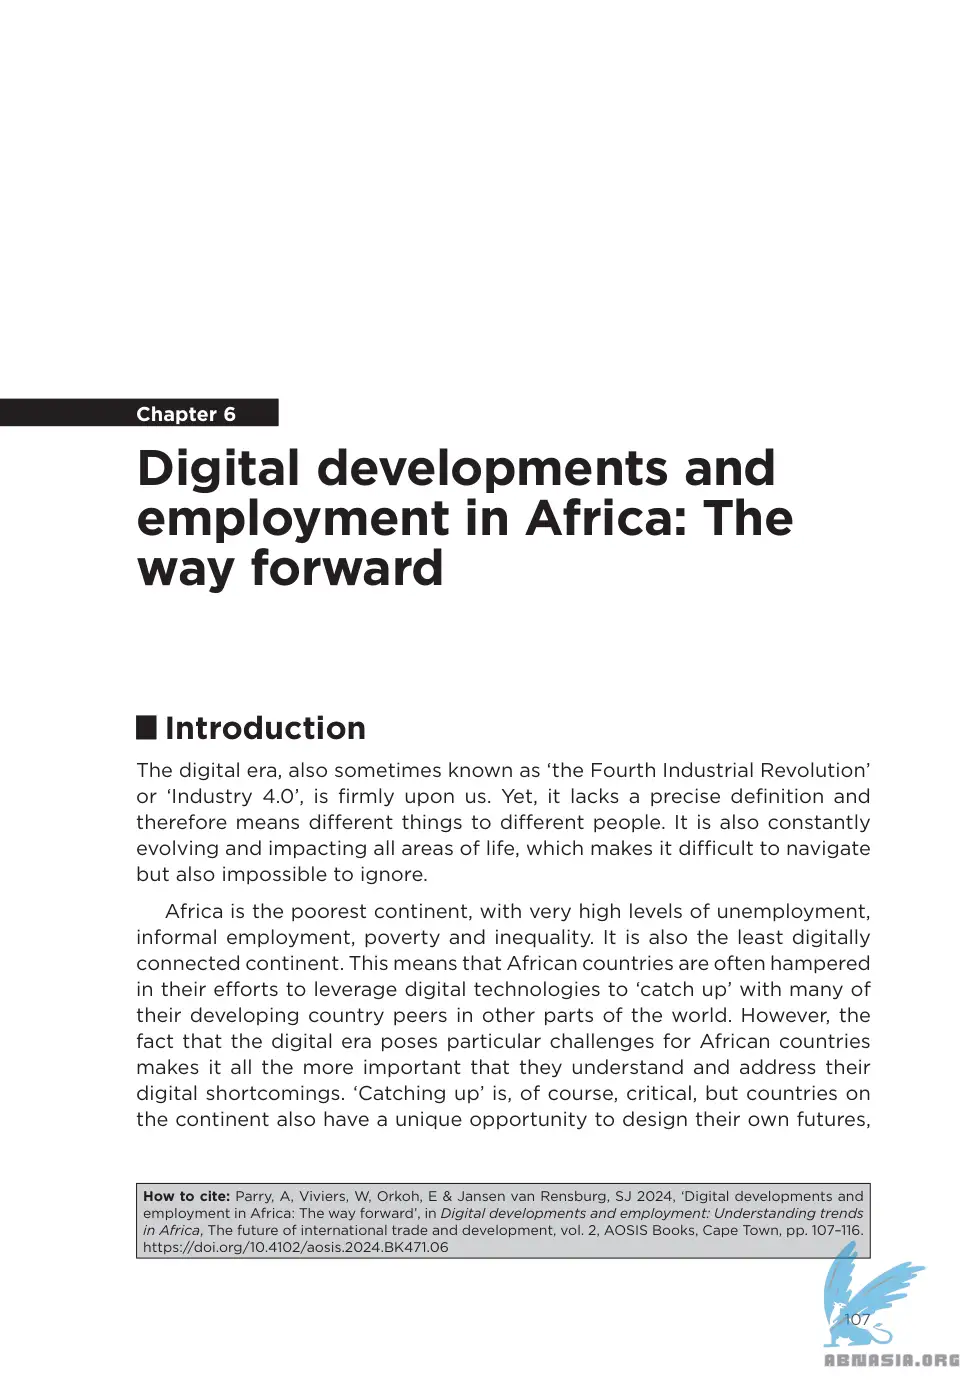 Chapter 6
Digital developments and
employment in Africa: The
way forward
Introduction
The digital era, also sometimes known as ‘the Fourth Industrial Revolution’
or ‘Industry 4.0’, is firmly upon us. Yet, it lacks a precise definition and
therefore means different things to different people. It is also constantly
evolving and impacting all areas of life, which makes it difficult to navigate
but also impossible to ignore.
Africa is the poorest continent, with very high levels of unemployment,
informal employment, poverty and inequality. It is also the least digitally
connected continent. This means that African countries are often hampered
in their efforts to leverage digital technologies to ‘catch up’ with many of
their developing country peers in other parts of the world. However, the
fact that the digital era poses particular challenges for African countries
makes it all the more important that they understand and address their
digital shortcomings. ‘Catching up’ is, of course, critical, but countries on
the continent also have a unique opportunity to design their own futures,
How to cite: Parry, A, Viviers, W, Orkoh, E & Jansen van Rensburg, SJ 2024, ‘Digital developments and
employment in Africa: The way forward’, in Digital developments and employment: Understanding trends
in Africa, The future of international trade and development, vol. 2, AOSIS Books, Cape Town, pp. 107–116.
https://doi.org/10.4102/aosis.2024.BK471.06
107
ABNASIA.ORG